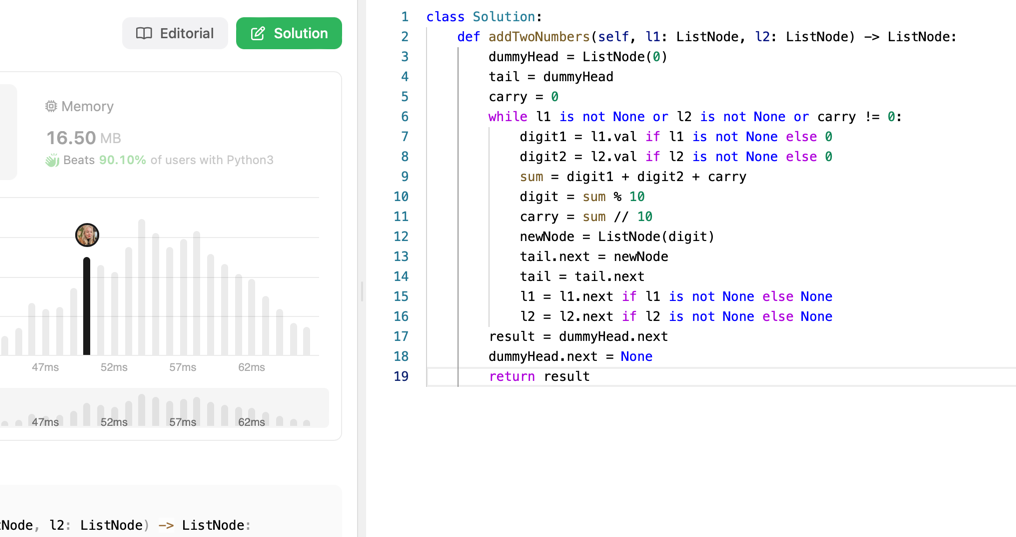 Editorial
Solution
Memory
16.50 MB
Beats 90.10% of users with Python3
47ms 52ms 57ms 62ms
47ms 52ms 57ms 62ms
tNode, l2: ListNode) -> ListNode:
1 class Solution:
2 def addTwoNumbers(self, l1: ListNode, l2: ListNode) -> ListNode:
3 dummyHead = ListNode(0)
4 tail = dummyHead
5 carry = 0
6 while l1 is not None or l2 is not None or carry != 0:
7 digit1 = l1.val if l1 is not None else 0
8 digit2 = l2.val if l2 is not None else 0
9 sum = digit1 + digit2 + carry
10 digit = sum % 10
11 carry = sum // 10
12 newNode = ListNode(digit)
13 tail.next = newNode
14 tail = tail.next
15 l1 = l1.next if l1 is not None else None
16 l2 = l2.next if l2 is not None else None
17 result = dummyHead.next
18 dummyHead.next = None
19 return result